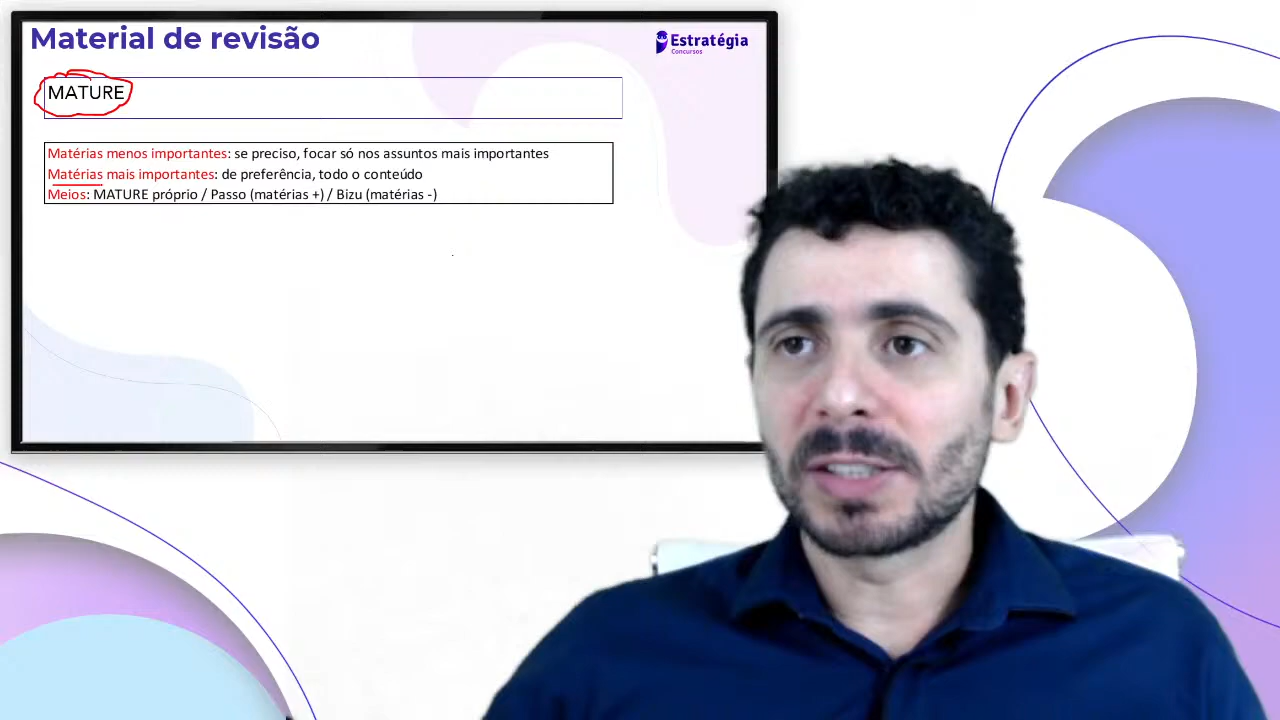 Material de revisão
Estratégia
Concursos
MATURE
Matérias menos importantes: se preciso, focar só nos assuntos mais importantes
Matérias mais importantes: de preferência, todo o conteúdo
Meios: MATURE próprio / Passo (matérias +) / Bizu (matérias -)